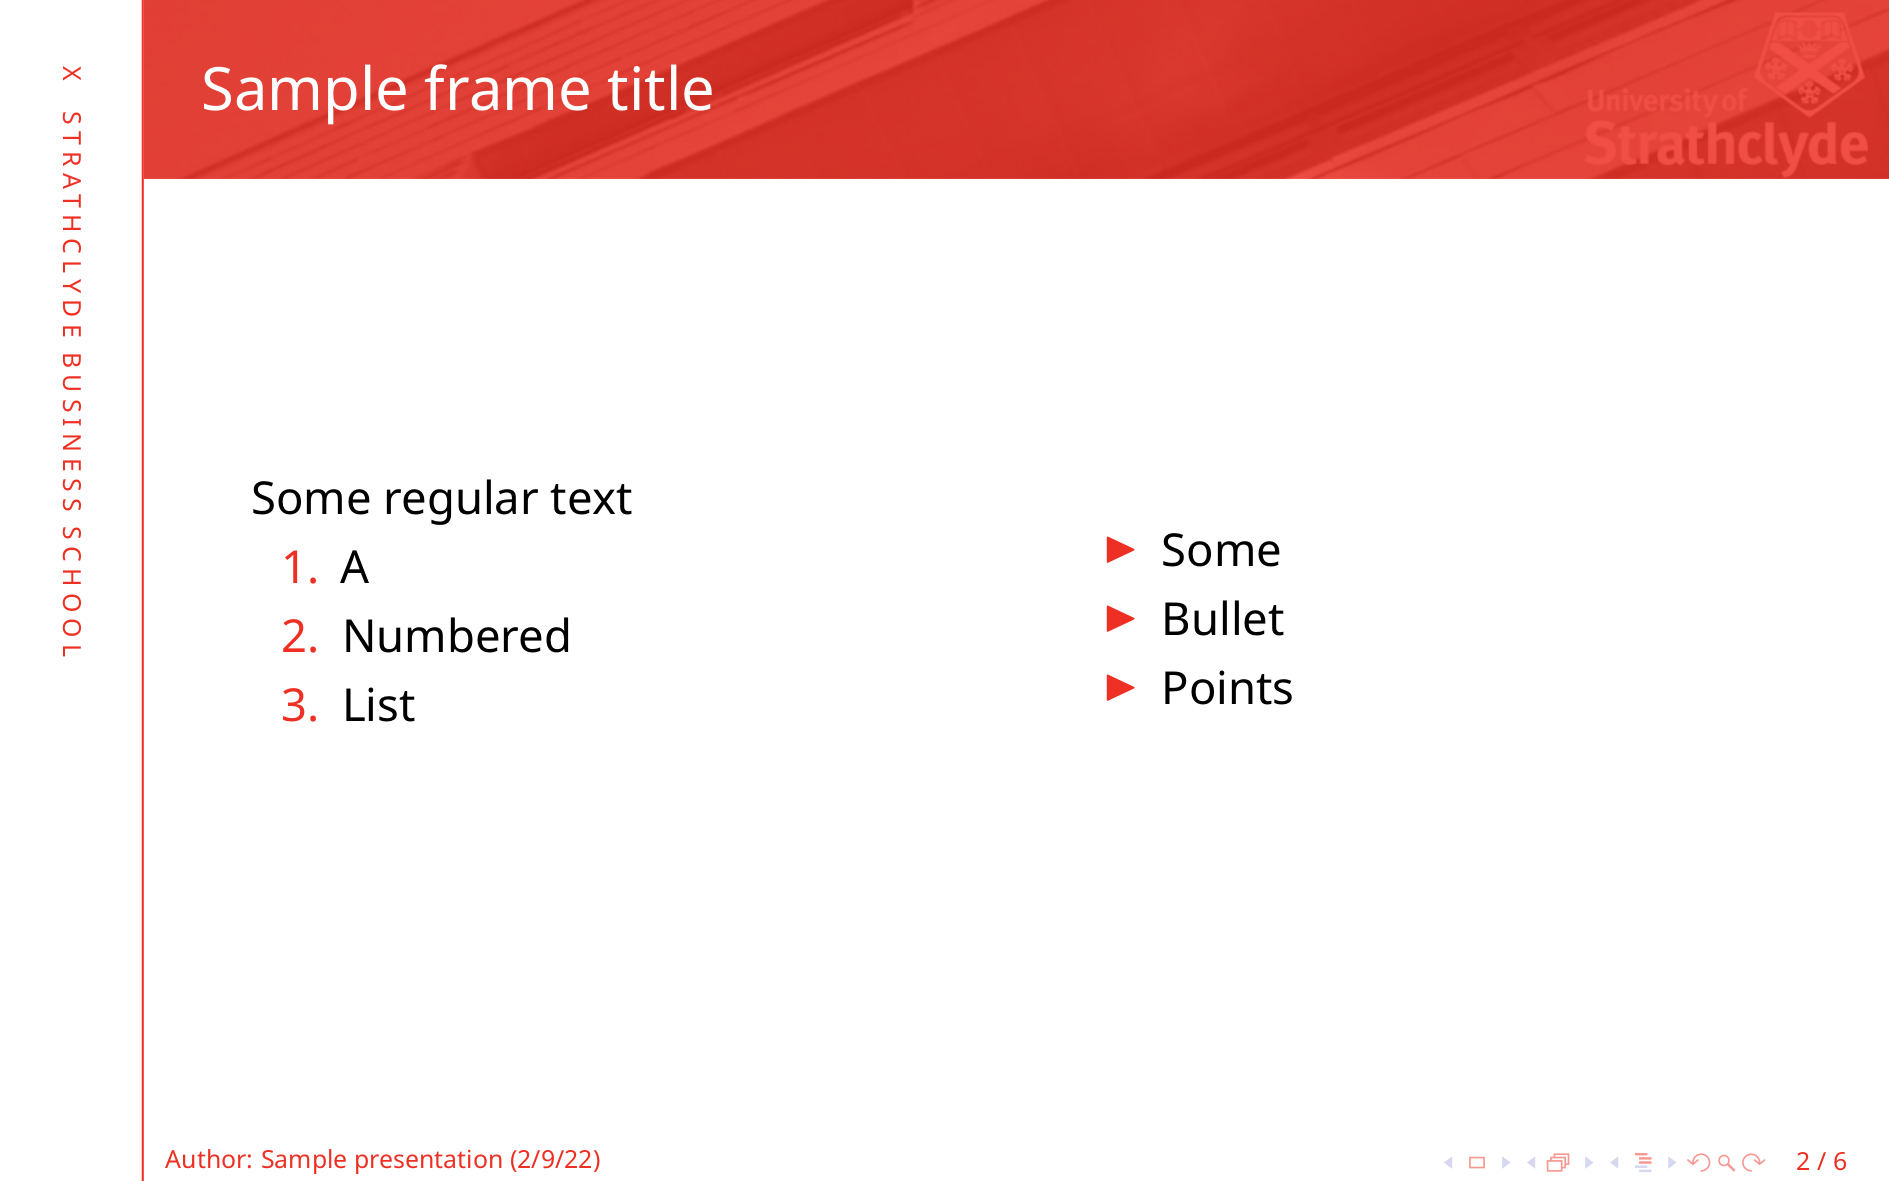 Sample frame title
University of
Strathclyde
X STRATHCLYDE BUSINESS SCHOOL
Some regular text
1. A
2. Numbered
3. List
Some
Bullet
Points
Author: Sample presentation (2/9/22)
2 / 6